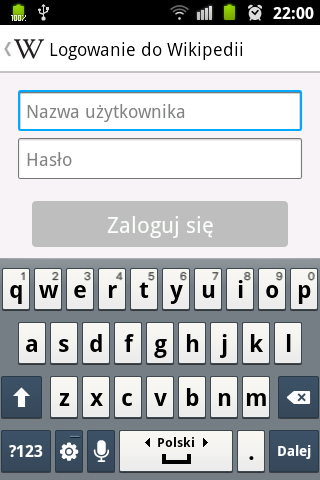 100% 22:00
W Logowanie do Wikipedii
Nazwa użytkownika
Hasło
Zaloguj się
1 2 3 4 5 6 7 8 9 0
q w e r t y u i o p
a s d f g h j k l
z x c v b n m
?123 Polski . Dalej